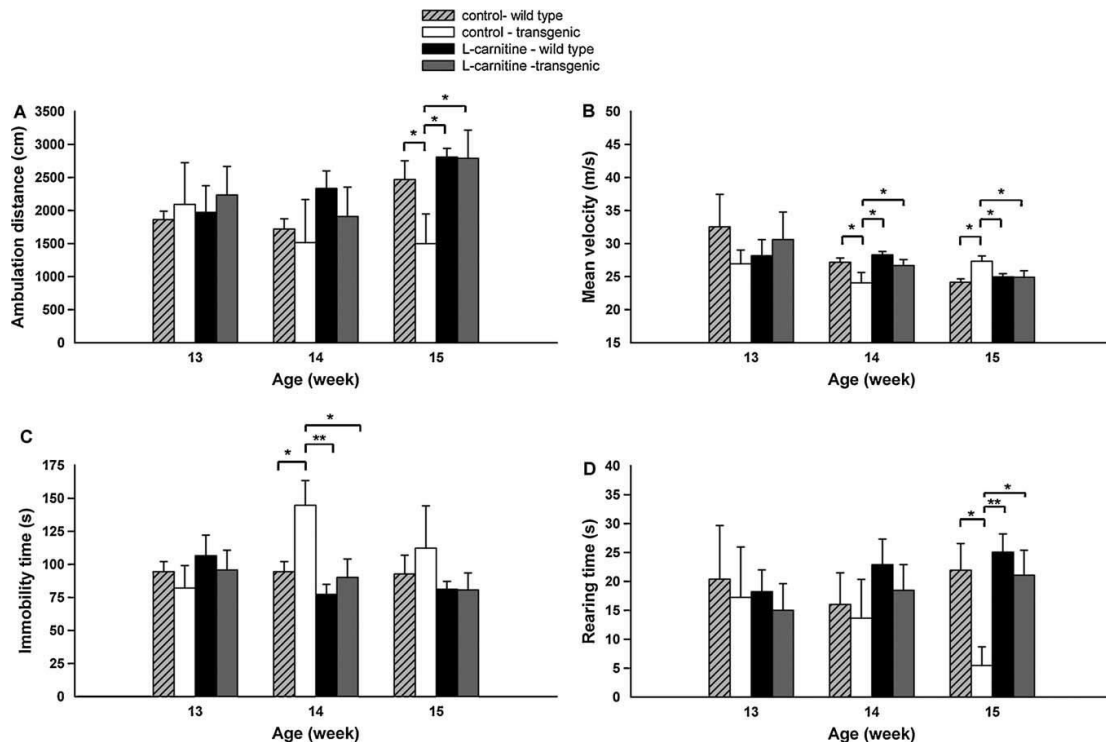 control- wild type
control - transgenic
L-carnitine - wild type
L-carnitine -transgenic
A
Ambulation distance (cm)
3500
3000
2500
2000
1500
1000
500
0
* * *
13 14 15
Age (week)
B
Mean velocity (m/s)
50
45
40
35
30
25
20
15
* * * * * *
13 14 15
Age (week)
C
Immobility time (s)
175
150
125
100
75
50
25
0
* ** *
13 14 15
Age (week)
D
Rearing time (s)
40
35
30
25
20
15
10
5
0
* ** *
13 14 15
Age (week)